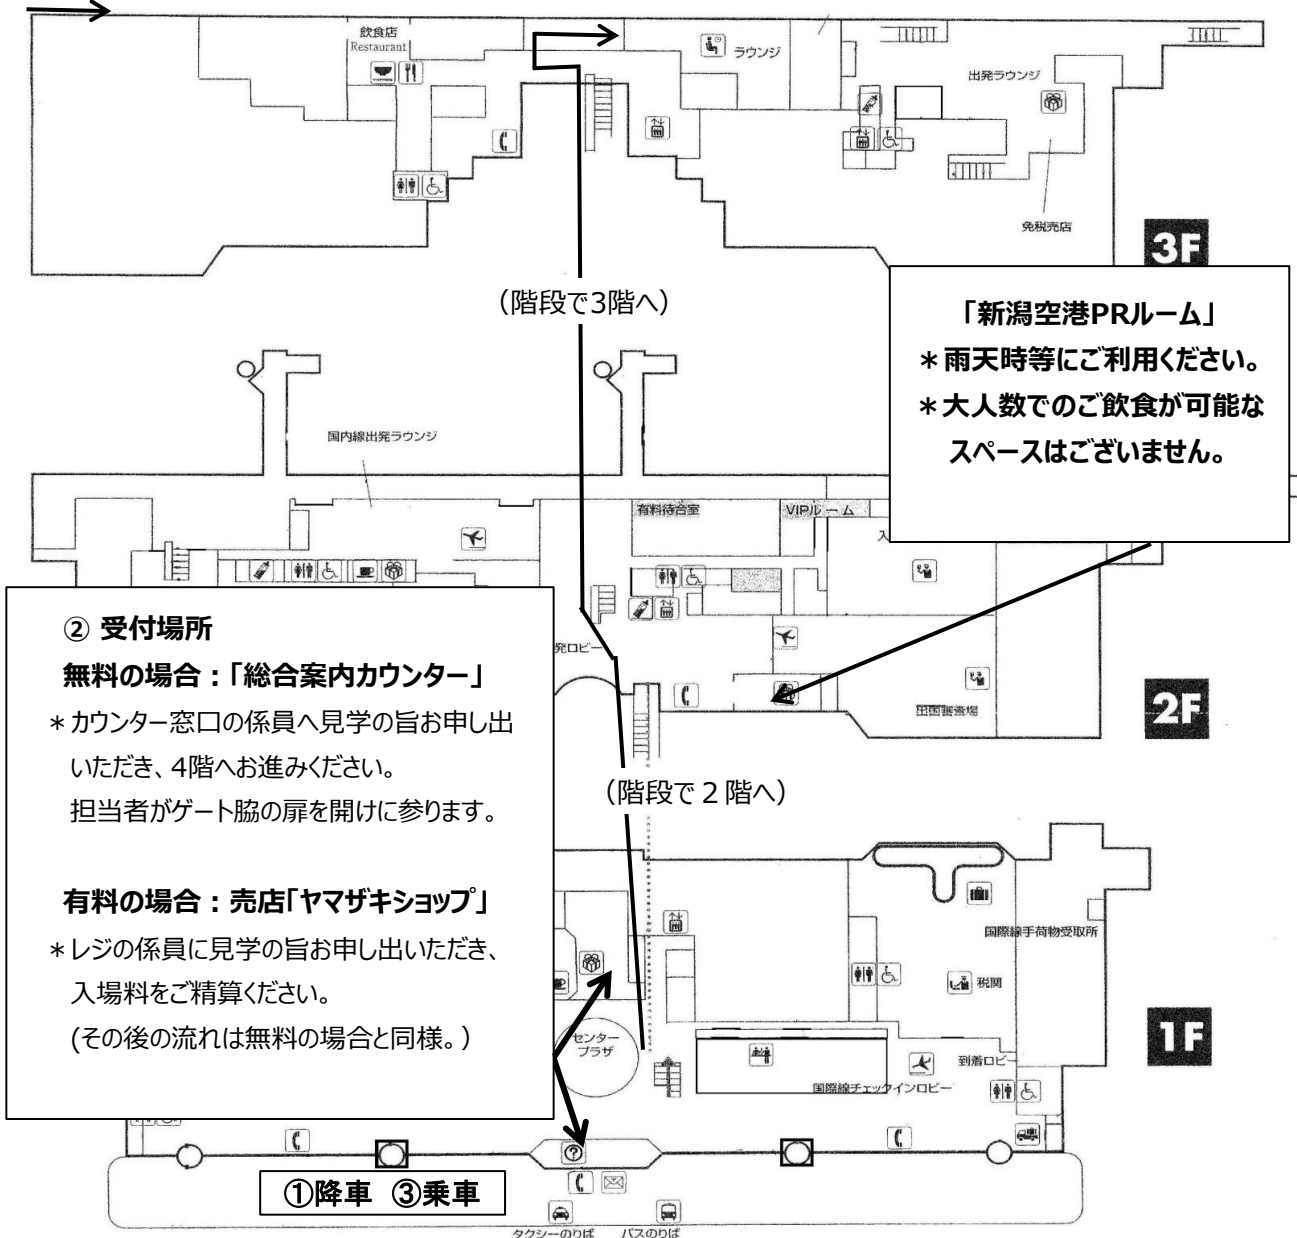 飲食店
Restaurant
ラウンジ
出発ラウンジ
免税売店
3F
（階段で3階へ）
「新潟空港PRルーム」
＊雨天時等にご利用ください。
＊大人数でのご飲食が可能な
スペースはございません。
国内線出発ラウンジ
有料待合室
VIPルーム
入
② 受付場所
無料の場合：「総合案内カウンター」
＊カウンター窓口の係員へ見学の旨お申し出
いただき、4階へお進みください。
担当者がゲート脇の扉を開けに参ります。
有料の場合：売店「ヤマザキショップ」
＊レジの係員に見学の旨お申し出いただき、
入場料をご精算ください。
(その後の流れは無料の場合と同様。）
発ロビー
出国審査場
2F
（階段で２階へ）
国際線手荷物受取所
税関
センター
プラザ
1F
到着ロビー
国際線チェックインロビー
①降車 ③乗車
タクシーのりば
バスのりば